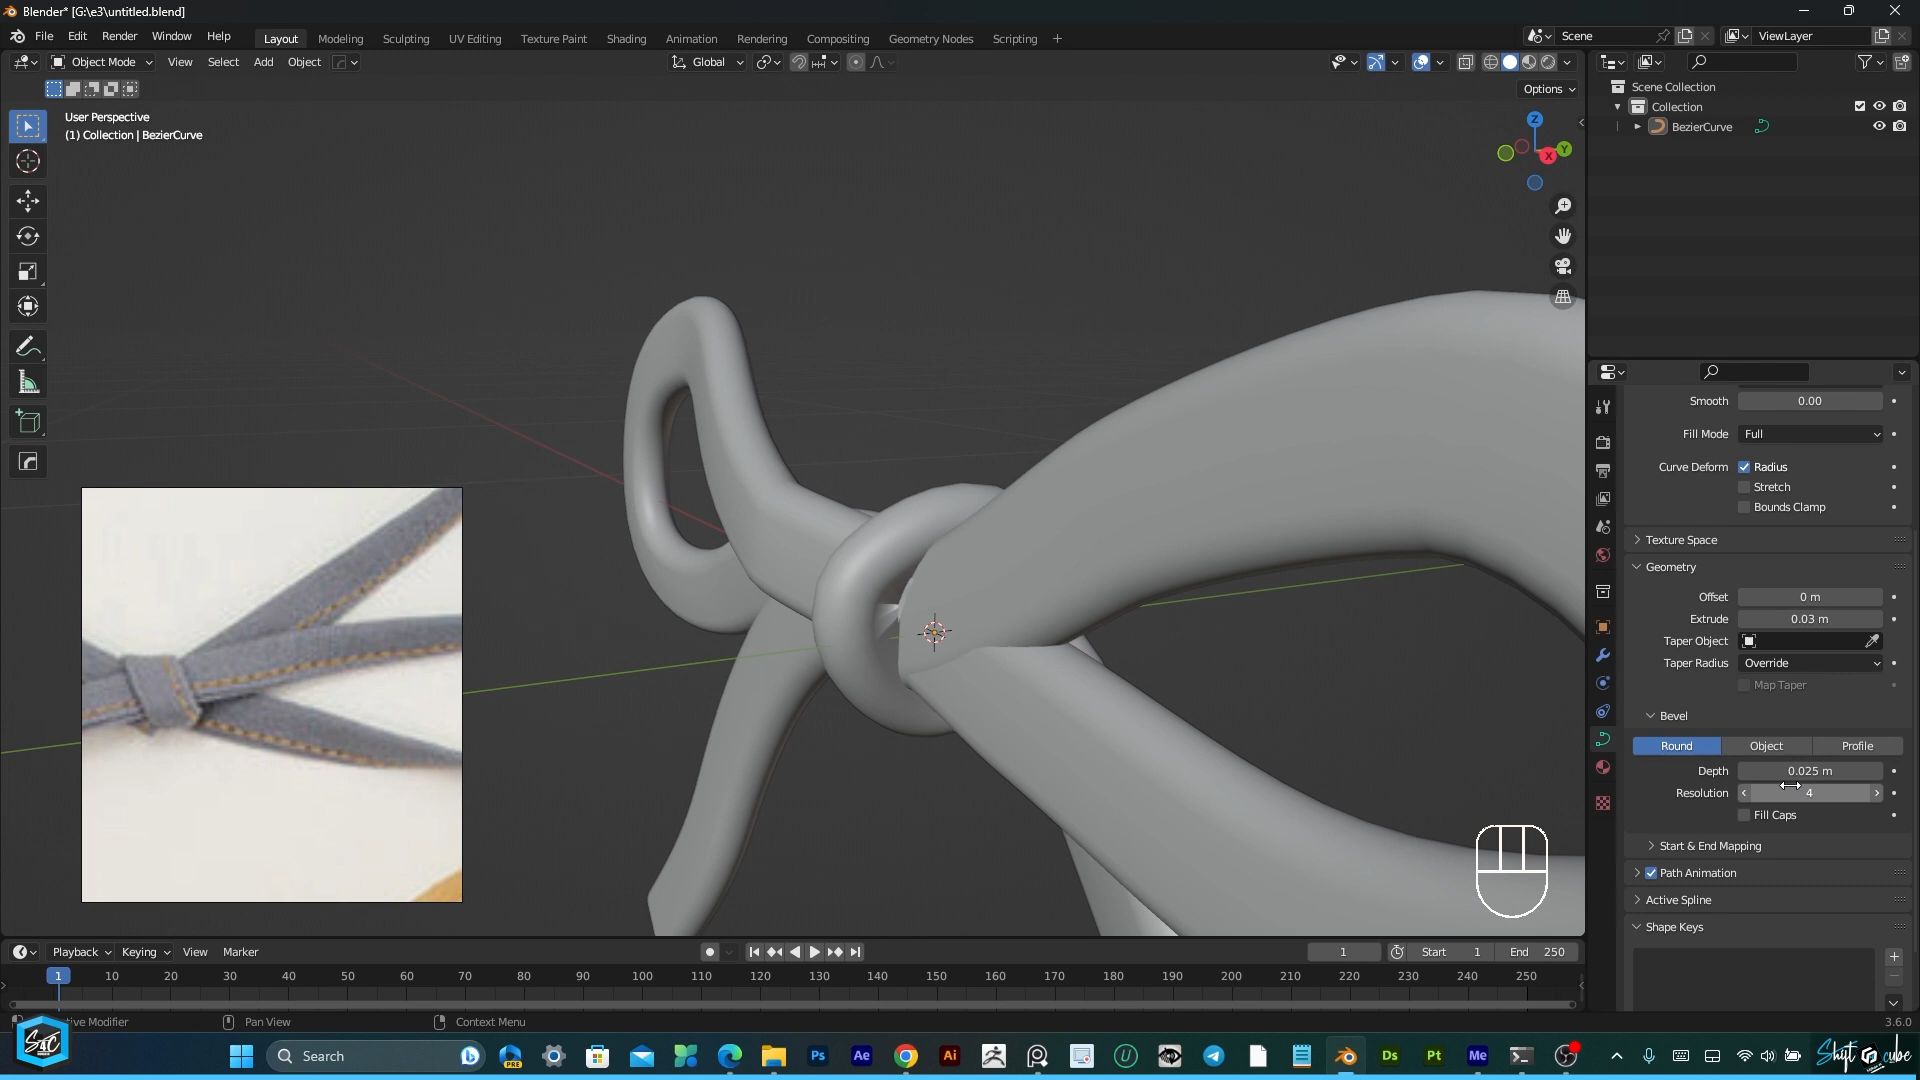 Blender* [G:\e3\untitled.blend]
File Edit Render Window Help Layout Modeling Sculpting UV Editing Texture Paint Shading Animation Rendering Compositing Geometry Nodes Scripting Scene ViewLayer
Object Mode View Select Add Object Global
Options
User Perspective
(1) Collection | BezierCurve
Z
Y
X
Scene Collection
Collection
BezierCurve
Smooth 0.00
Fill Mode Full
Curve Deform Radius
Stretch
Bounds Clamp
Texture Space
Geometry
Offset 0 m
Extrude 0.03 m
Taper Object
Taper Radius Override
Map Taper
Bevel
Round Object Profile
Depth 0.025 m
Resolution 4
Fill Caps
Start & End Mapping
Path Animation
Active Spline
Shape Keys
Playback Keying View Marker 1 Start 1 End 250
1 10 20 30 40 50 60 70 80 90 100 110 120 130 140 150 160 170 180 190 200 210 220 230 240 250
Modifier Pan View Context Menu 3.6.0
S4C
Search PRE Ps Ae Ai Ds Pt Me